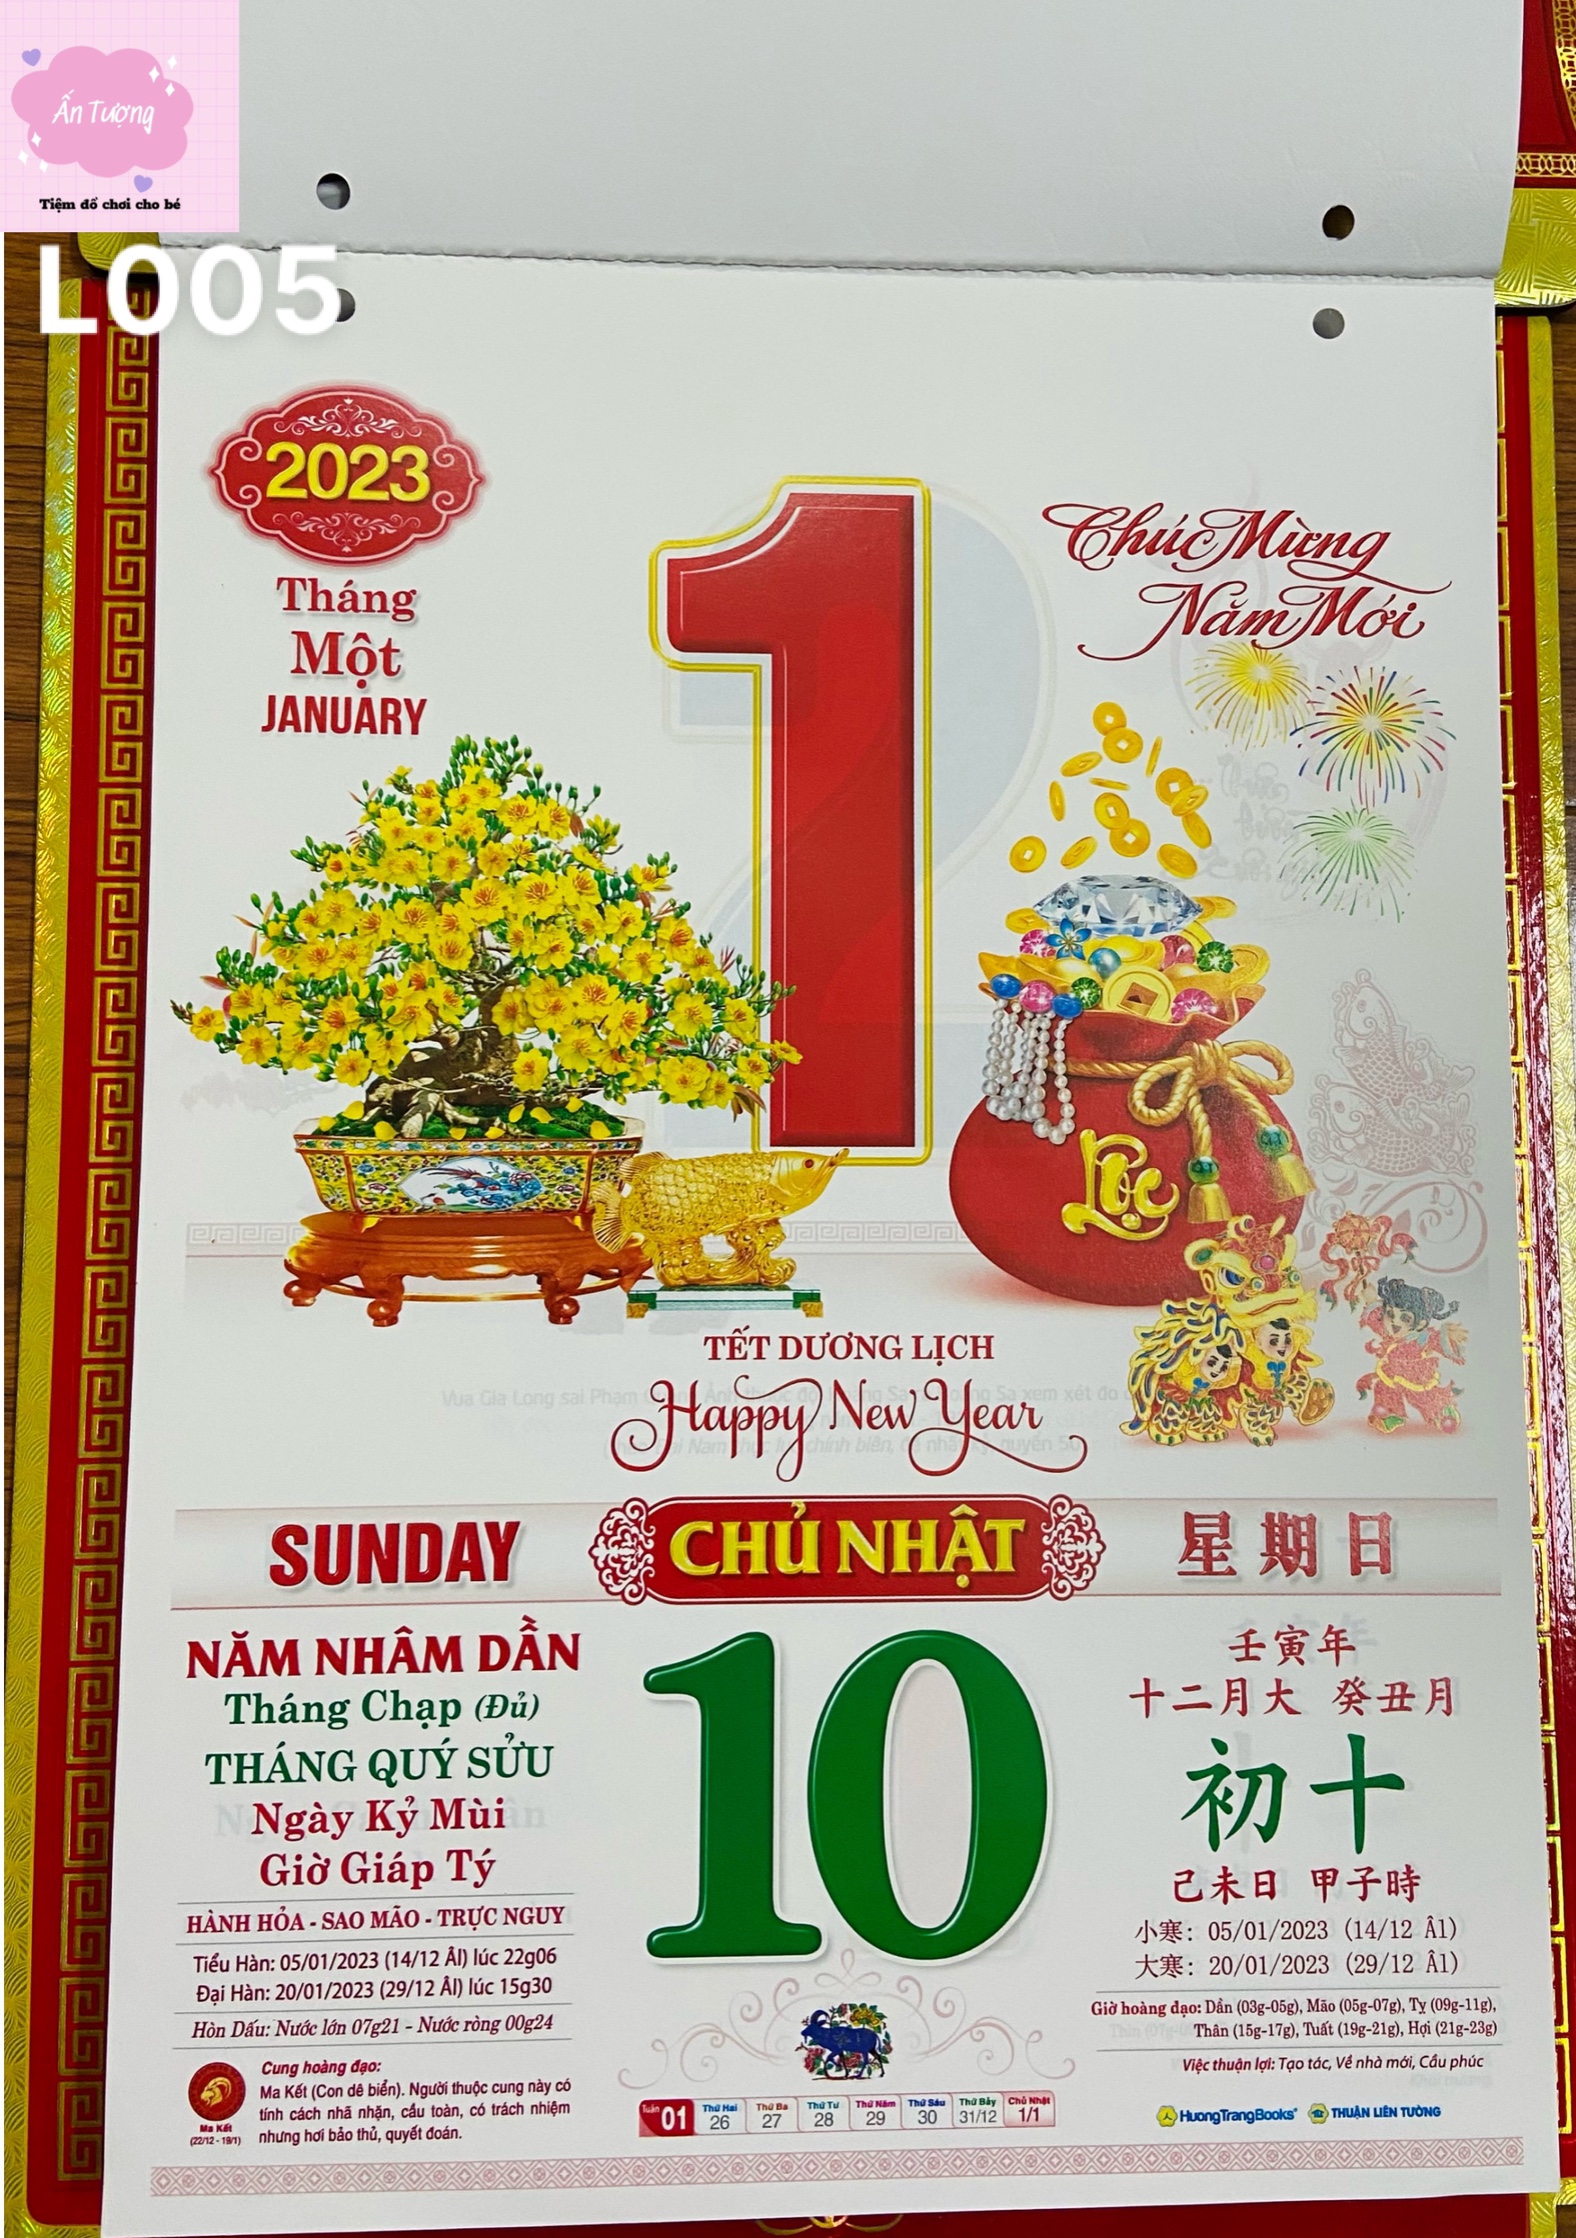 Ấn Tượng
Tiệm đồ chơi cho bé
L005
2023
Tháng
Một
JANUARY
1
Chúc Mừng
Năm Mới
Lộc
TẾT DƯƠNG LỊCH
Happy New Year
SUNDAY
CHỦ NHẬT
星期日
NĂM NHÂM DẦN
Tháng Chạp (Đủ)
THÁNG QUÝ SỬU
Ngày Kỷ Mùi
Giờ Giáp Tý
HÀNH HỎA - SAO MÃO - TRỰC NGUY
Tiểu Hàn: 05/01/2023 (14/12 Âl) lúc 22g06
Đại Hàn: 20/01/2023 (29/12 Âl) lúc 15g30
Hòn Dấu: Nước lớn 07g21 - Nước ròng 00g24
Cung hoàng đạo:
Ma Kết (Con dê biển). Người thuộc cung này có
tính cách nhã nhặn, cầu toàn, có trách nhiệm
nhưng hơi bảo thủ, quyết đoán.
Ma Kết
(22/12 - 19/1)
10
Tuần 01
Thứ Hai 26
Thứ Ba 27
Thứ Tư 28
Thứ Năm 29
Thứ Sáu 30
Thứ Bảy 31/12
Chủ Nhật 1/1
壬寅年
十二月大 癸丑月
初十
己未日 甲子時
小寒: 05/01/2023 (14/12 Âl)
大寒: 20/01/2023 (29/12 Âl)
Giờ hoàng đạo: Dần (03g-05g), Mão (05g-07g), Tỵ (09g-11g),
Thân (15g-17g), Tuất (19g-21g), Hợi (21g-23g)
Việc thuận lợi: Tạo tác, Về nhà mới, Cầu phúc
HuongTrangBooks
THUẬN LIÊN TƯỜNG